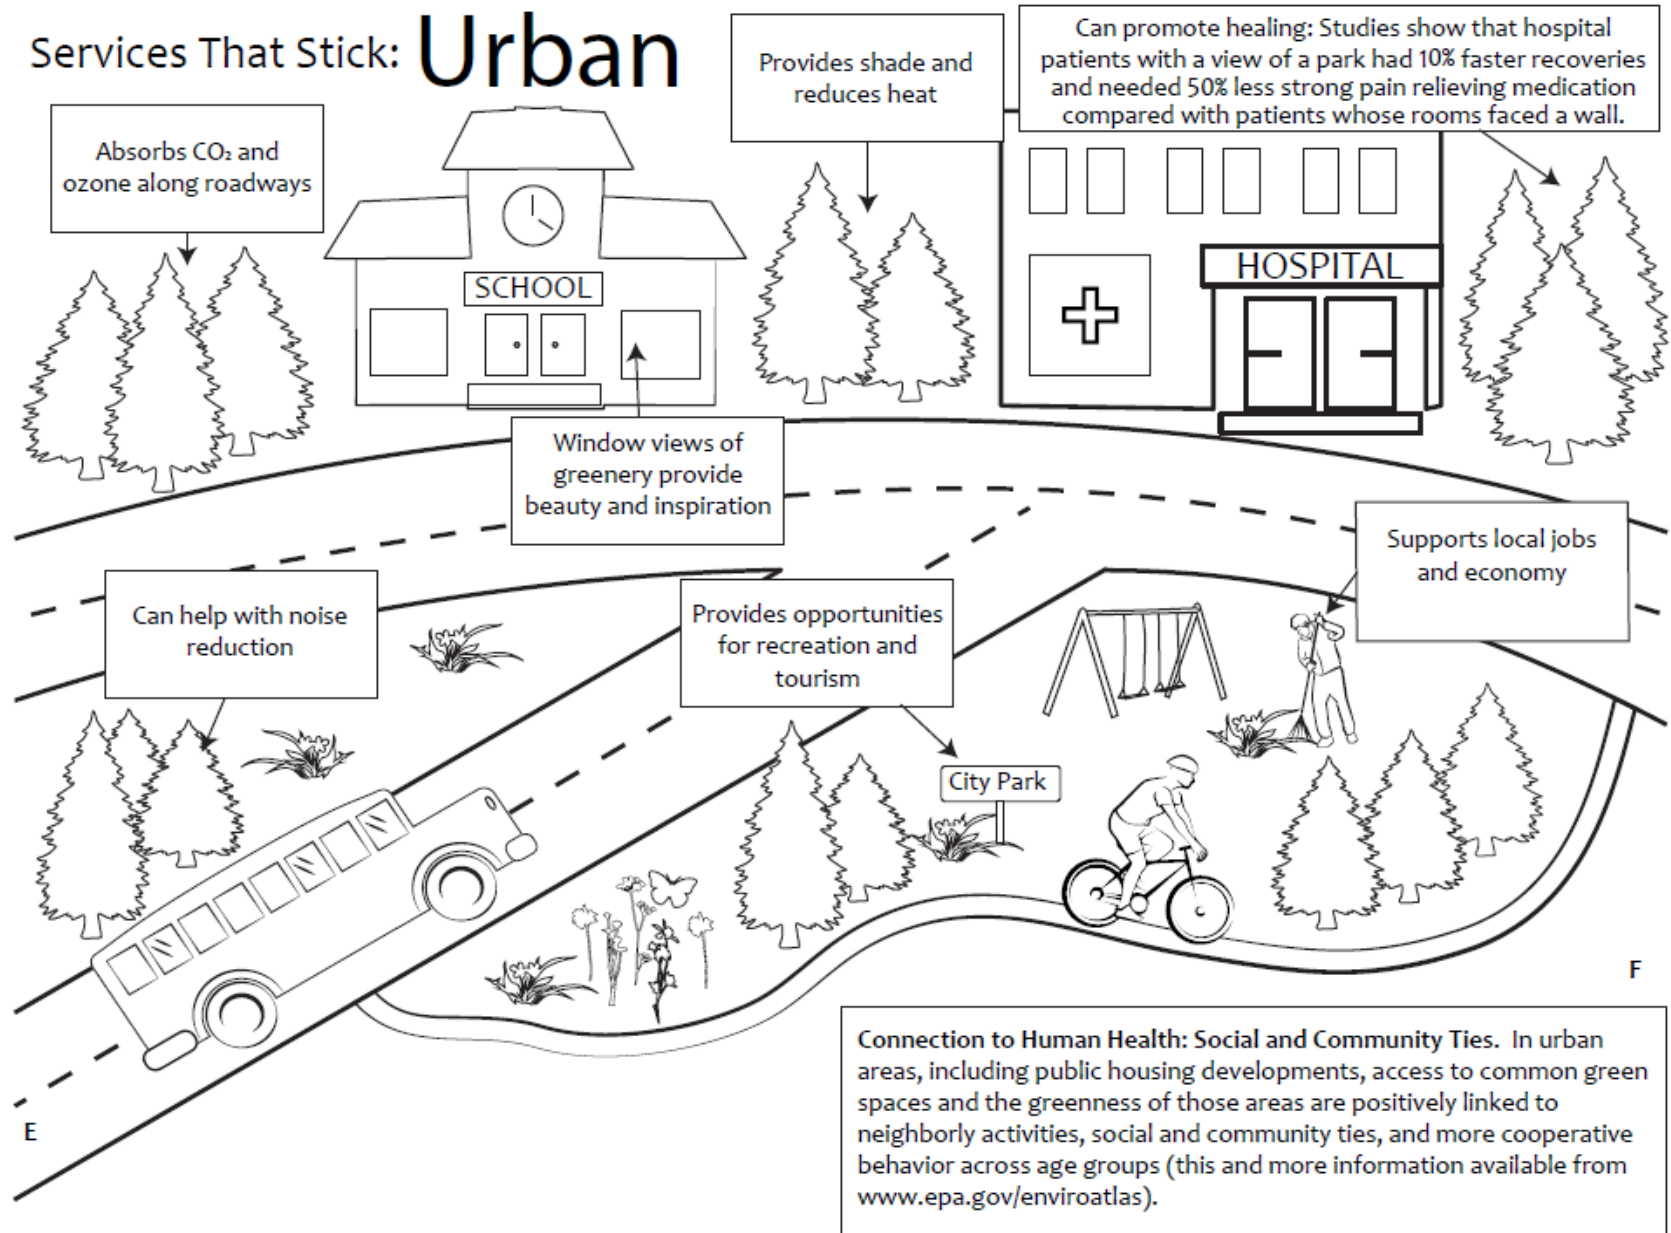 Services That Stick: Urban
Provides shade and
reduces heat
Can promote healing: Studies show that hospital
patients with a view of a park had 10% faster recoveries
and needed 50% less strong pain relieving medication
compared with patients whose rooms faced a wall.
Absorbs CO₂ and
ozone along roadways
SCHOOL
HOSPITAL
Window views of
greenery provide
beauty and inspiration
Supports local jobs
and economy
Can help with noise
reduction
Provides opportunities
for recreation and
tourism
City Park
F
E
Connection to Human Health: Social and Community Ties. In urban
areas, including public housing developments, access to common green
spaces and the greenness of those areas are positively linked to
neighborly activities, social and community ties, and more cooperative
behavior across age groups (this and more information available from
www.epa.gov/enviroatlas).